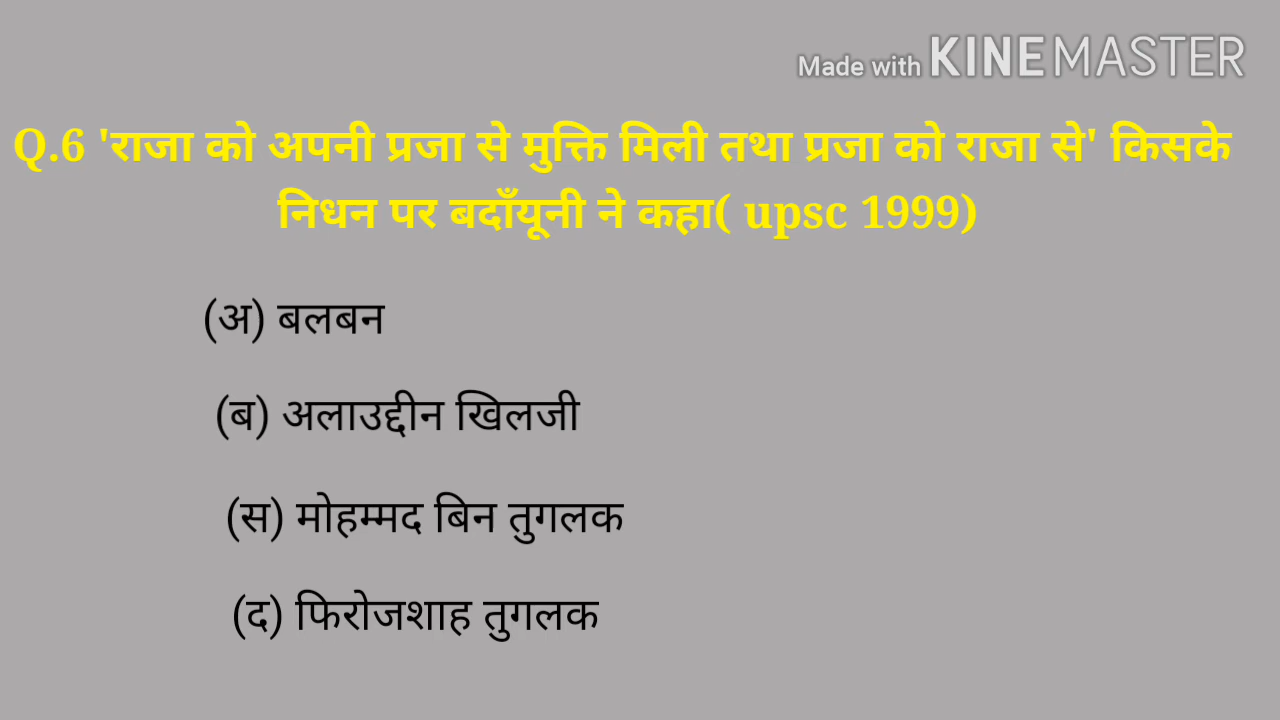 Made with KINEMASTER
Q.6 'राजा को अपनी प्रजा से मुक्ति मिली तथा प्रजा को राजा से' किसके
निधन पर बदाँयूनी ने कहा( upsc 1999)
(अ) बलबन
(ब) अलाउद्दीन खिलजी
(स) मोहम्मद बिन तुगलक
(द) फिरोजशाह तुगलक